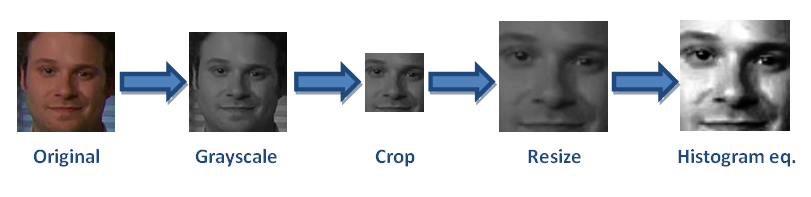 Original
Grayscale
Crop
Resize
Histogram eq.